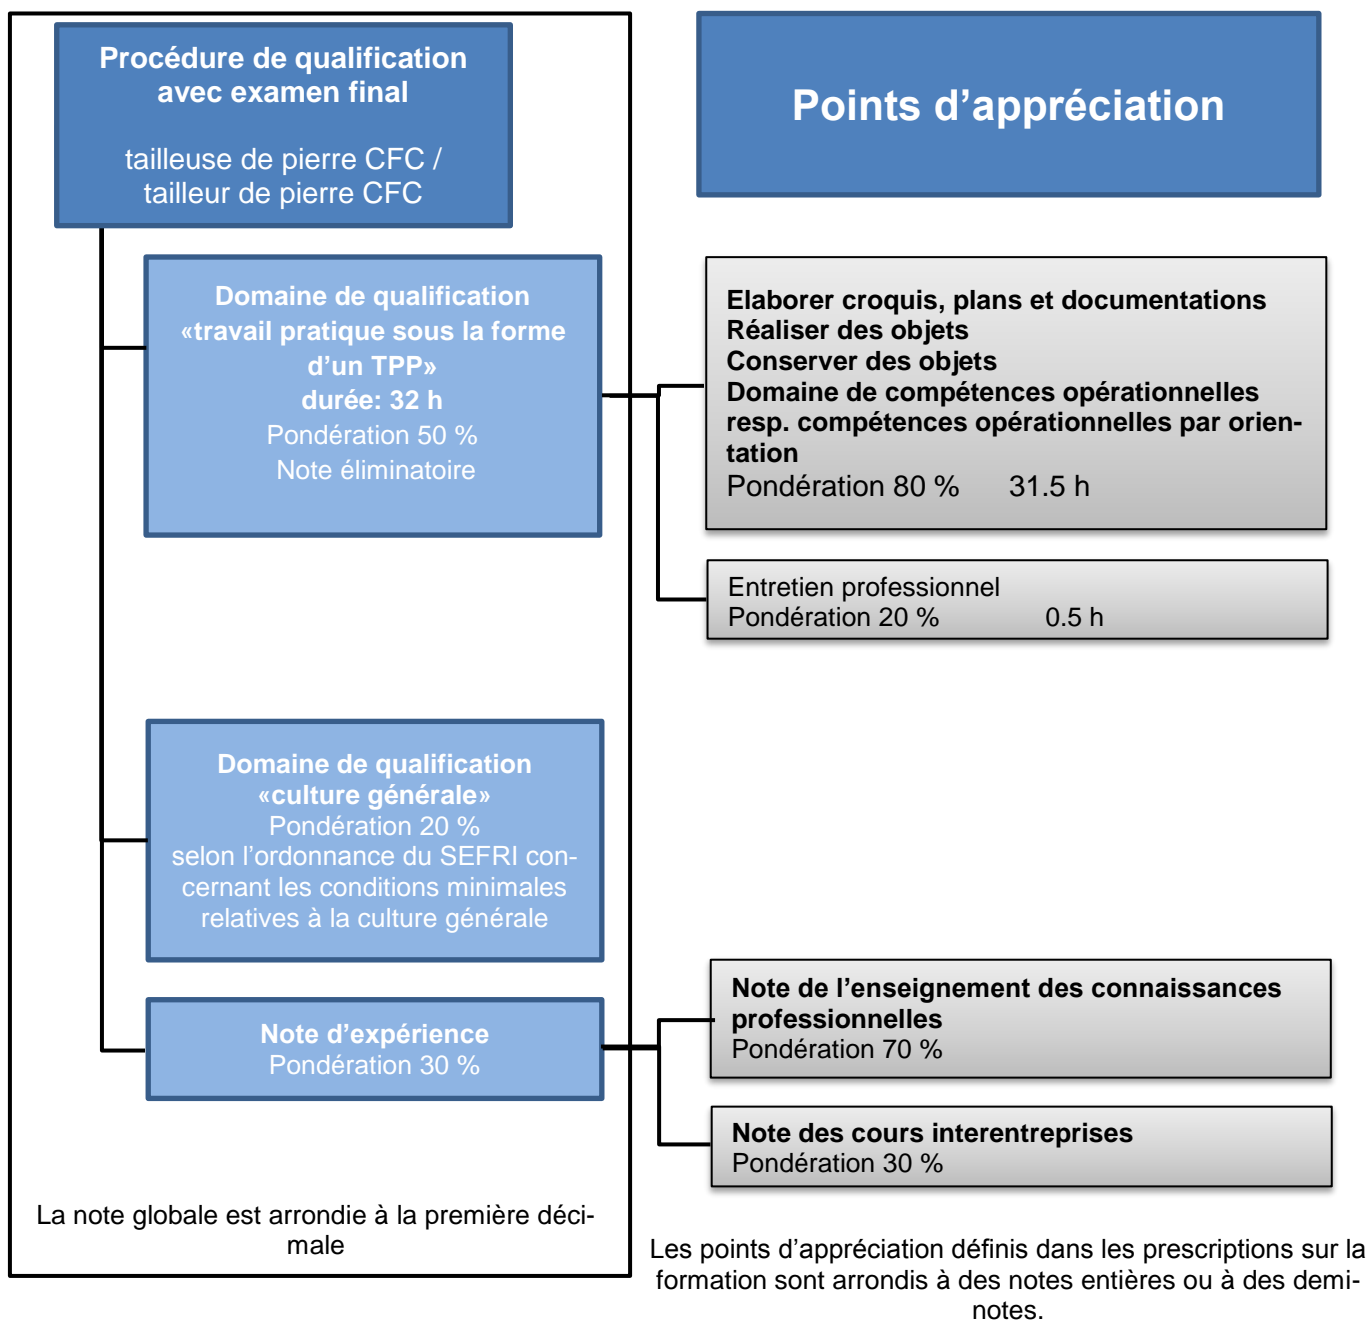 Procédure de qualification
avec examen final
tailleuse de pierre CFC /
tailleur de pierre CFC
Points d’appréciation
Domaine de qualification
«travail pratique sous la forme
d’un TPP»
durée: 32 h
Pondération 50 %
Note éliminatoire
Elaborer croquis, plans et documentations
Réaliser des objets
Conserver des objets
Domaine de compétences opérationnelles
resp. compétences opérationnelles par orien-
tation
Pondération 80 % 31.5 h
Entretien professionnel
Pondération 20 % 0.5 h
Domaine de qualification
«culture générale»
Pondération 20 %
selon l’ordonnance du SEFRI con-
cernant les conditions minimales
relatives à la culture générale
Note d’expérience
Pondération 30 %
Note de l’enseignement des connaissances
professionnelles
Pondération 70 %
Note des cours interentreprises
Pondération 30 %
La note globale est arrondie à la première déci-
male
Les points d’appréciation définis dans les prescriptions sur la
formation sont arrondis à des notes entières ou à des demi-
notes.